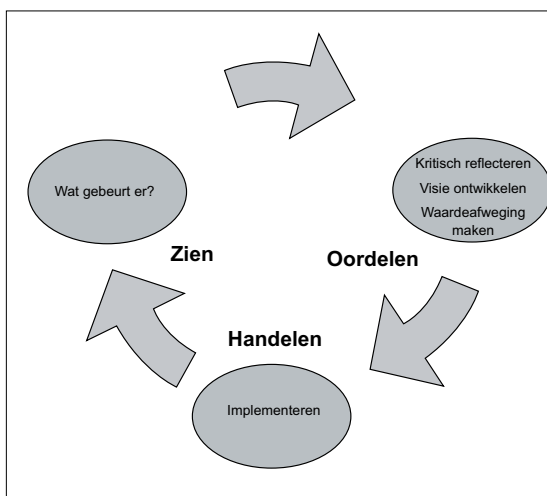 Wat gebeurt er?
Zien
Kritisch reflecteren
Visie ontwikkelen
Waardeafweging
maken
Oordelen
Handelen
Implementeren